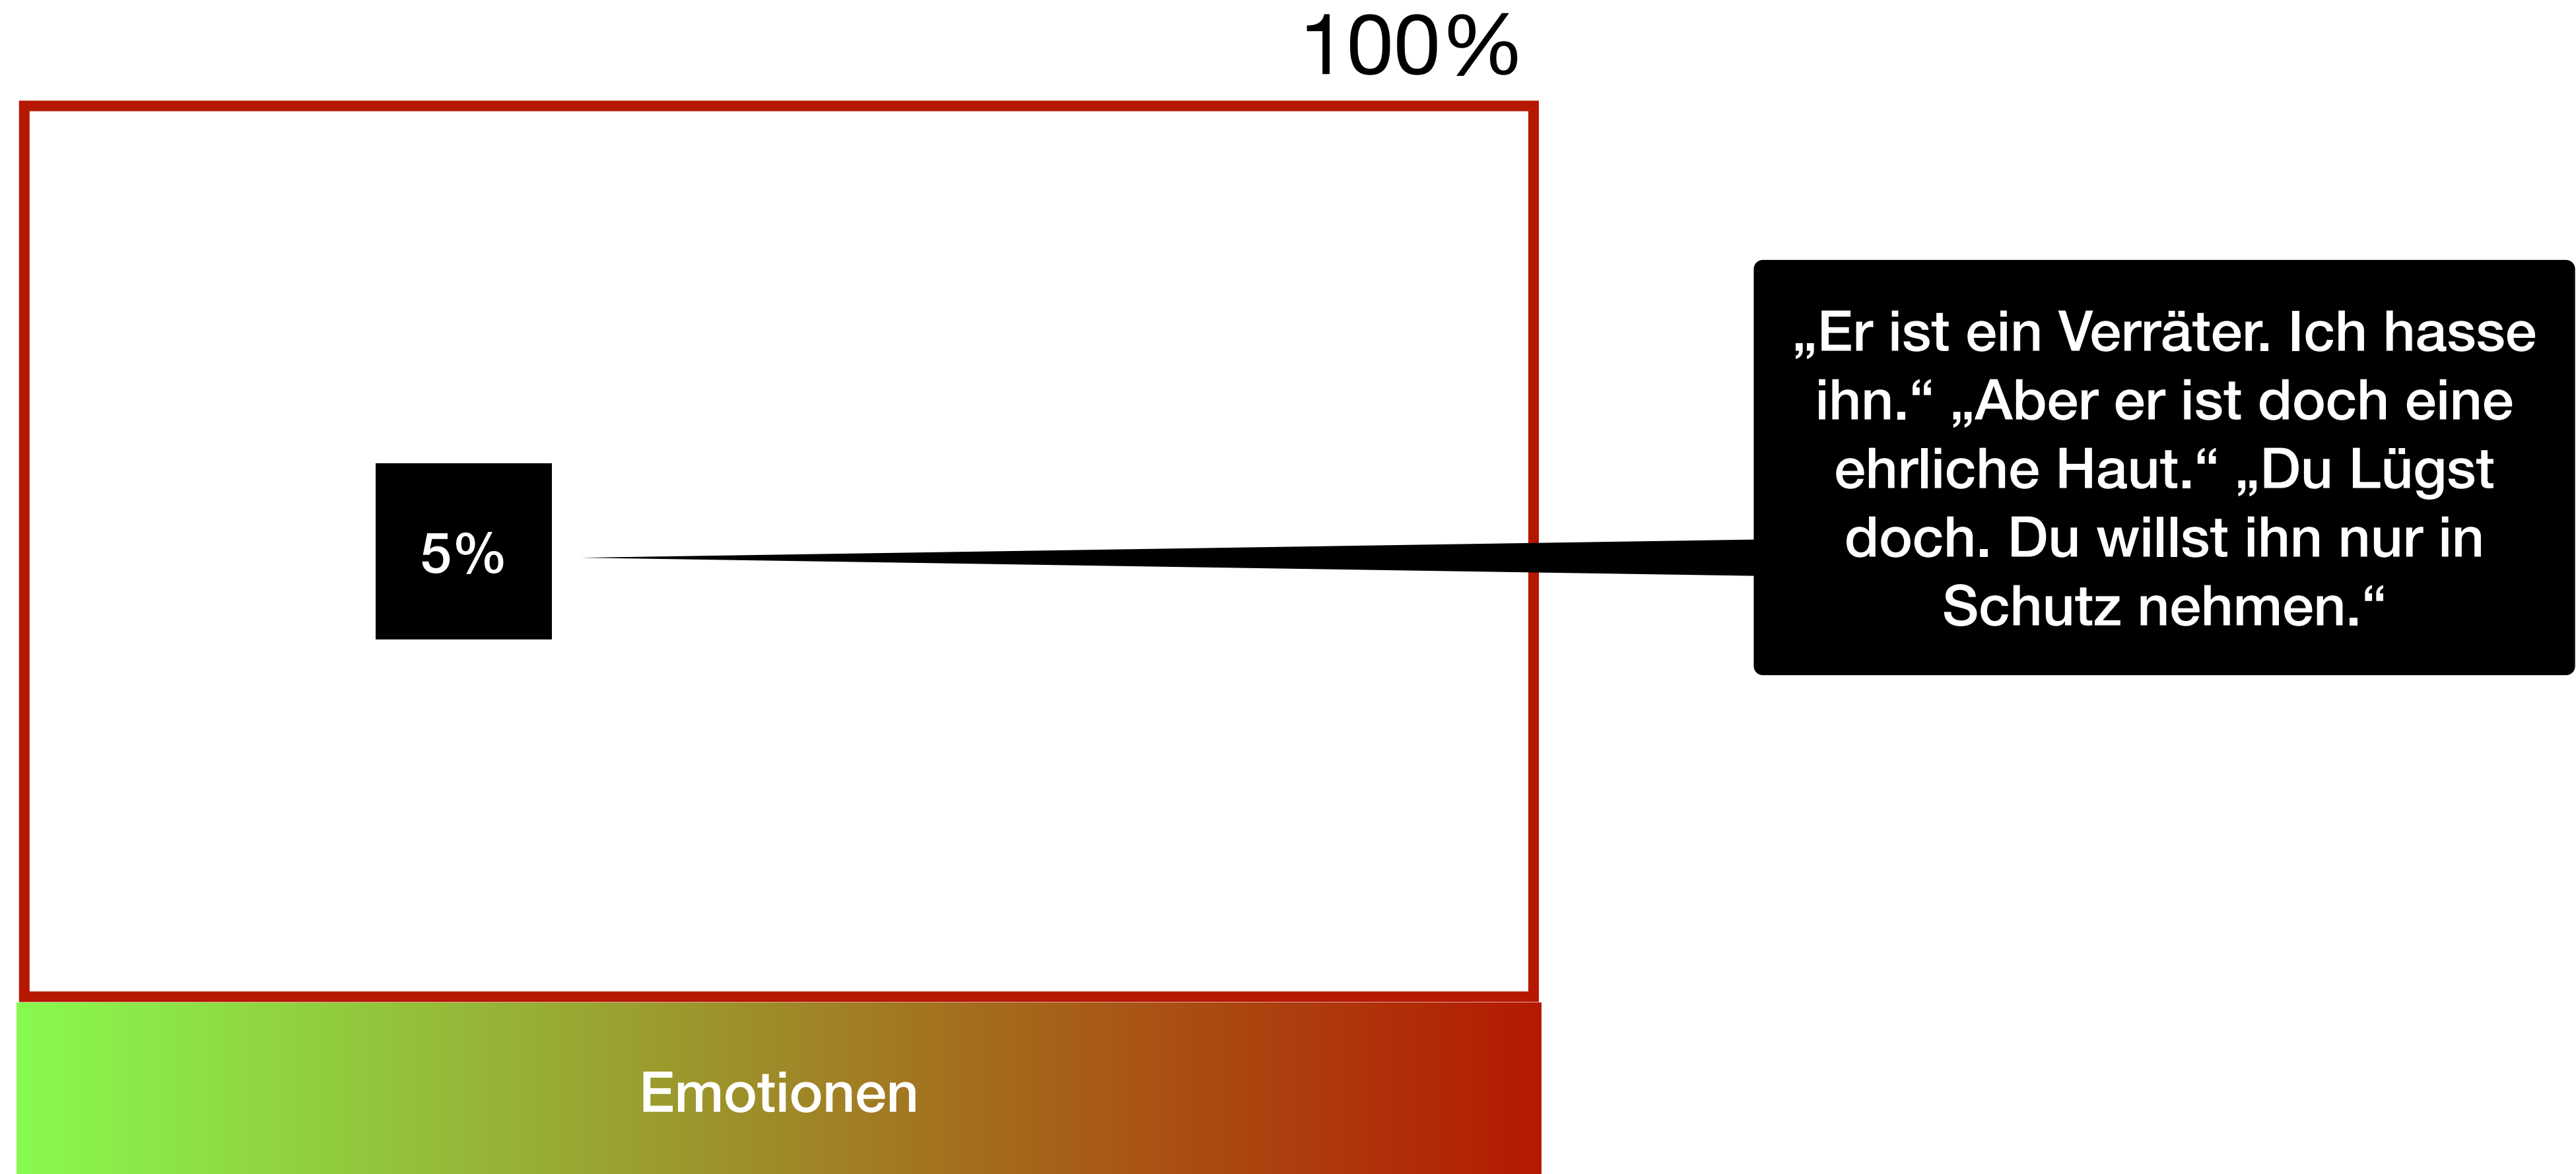 100%
„Er ist ein Verräter. Ich hasse
ihn.“ „Aber er ist doch eine
ehrliche Haut.“ „Du Lügst
doch. Du willst ihn nur in
Schutz nehmen.“
5%
Emotionen